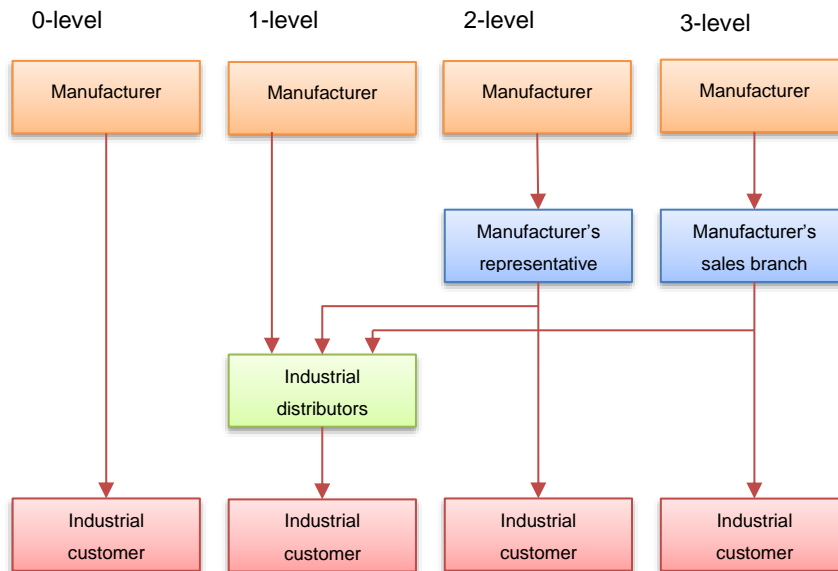 0-level
1-level
2-level
3-level
Manufacturer
Manufacturer
Manufacturer
Manufacturer
Manufacturer’s
representative
Manufacturer’s
sales branch
Industrial
distributors
Industrial
customer
Industrial
customer
Industrial
customer
Industrial
customer